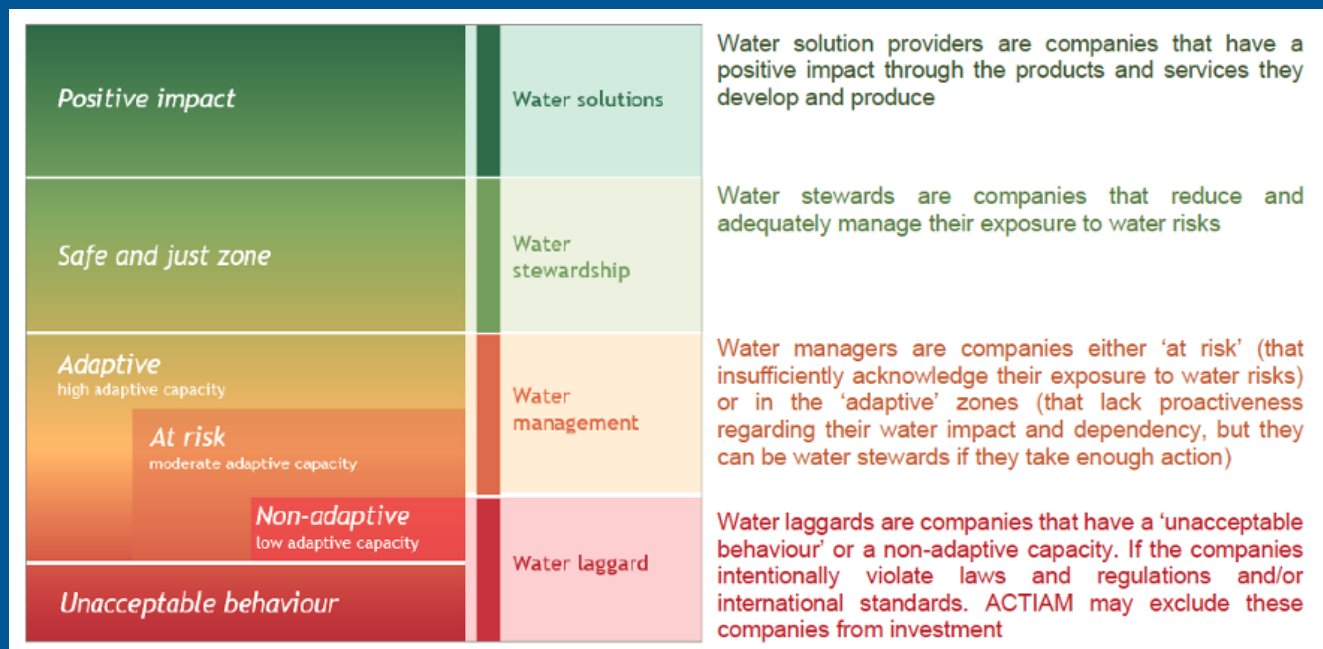 Positive impact
Water solutions
Water solution providers are companies that have a
positive impact through the products and services they
develop and produce
Safe and just zone
Water
stewardship
Water stewards are companies that reduce and
adequately manage their exposure to water risks
Adaptive
high adaptive capacity
At risk
moderate adaptive capacity
Water
management
Water managers are companies either ‘at risk’ (that
insufficiently acknowledge their exposure to water risks)
or in the ‘adaptive’ zones (that lack proactiveness
regarding their water impact and dependency, but they
can be water stewards if they take enough action)
Non-adaptive
low adaptive capacity
Unacceptable behaviour
Water laggard
Water laggards are companies that have a ‘unacceptable
behaviour’ or a non-adaptive capacity. If the companies
intentionally violate laws and regulations and/or
international standards. ACTIAM may exclude these
companies from investment